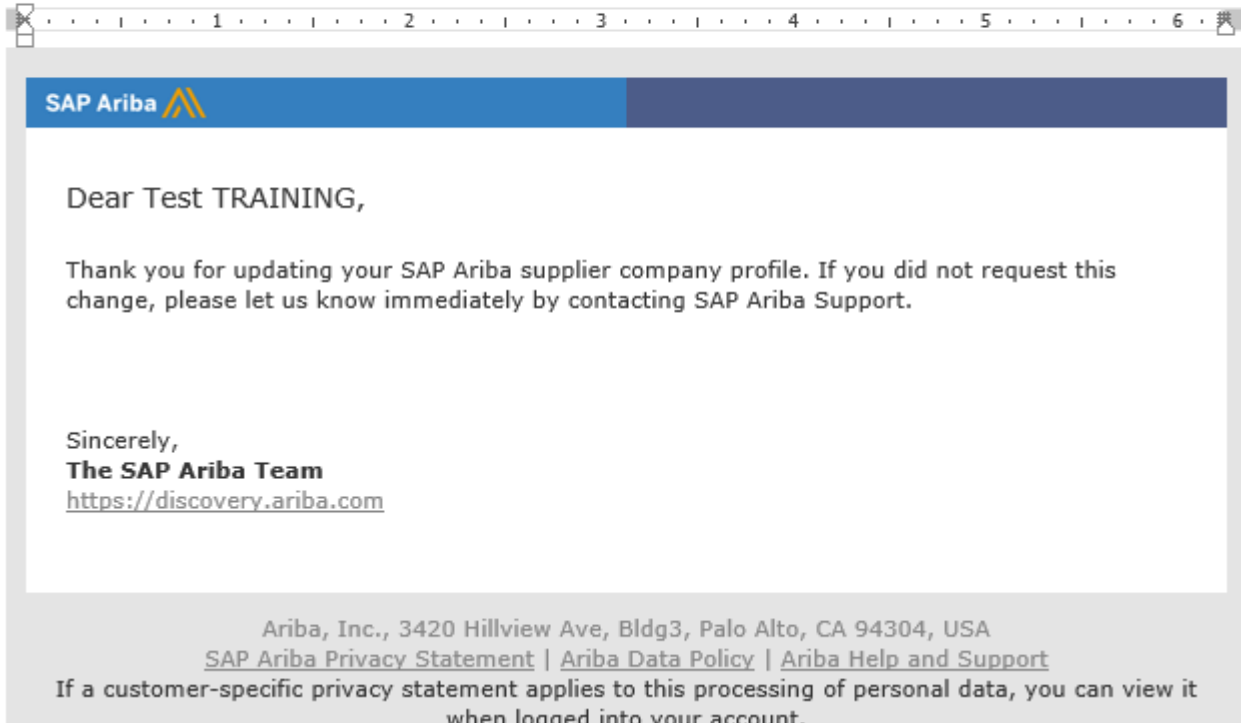 1 2 3 4 5 6
SAP Ariba
Dear Test TRAINING,
Thank you for updating your SAP Ariba supplier company profile. If you did not request this
change, please let us know immediately by contacting SAP Ariba Support.
Sincerely,
The SAP Ariba Team
https://discovery.ariba.com
Ariba, Inc., 3420 Hillview Ave, Bldg3, Palo Alto, CA 94304, USA
SAP Ariba Privacy Statement | Ariba Data Policy | Ariba Help and Support
If a customer-specific privacy statement applies to this processing of personal data, you can view it
when logged into your account.